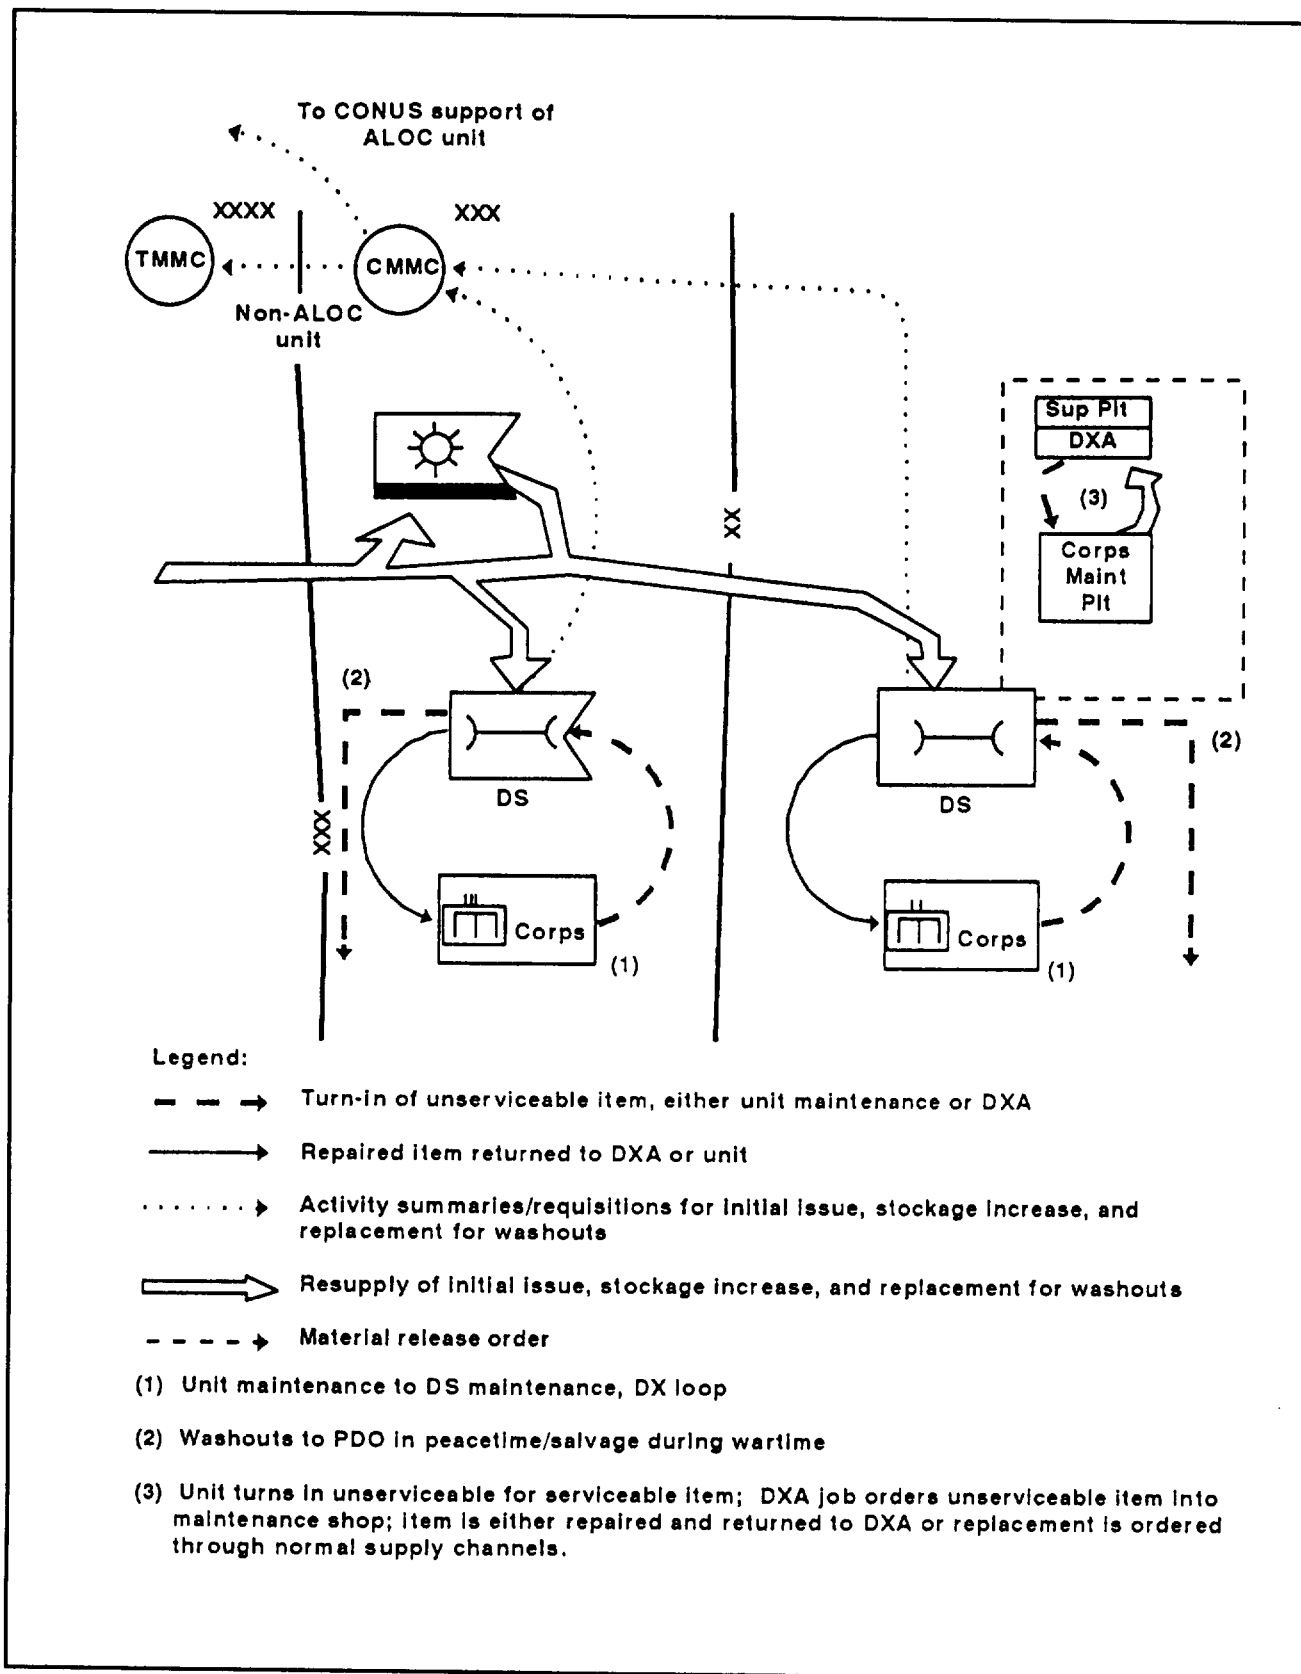 To CONUS support of
ALOC unit
XXXX
XXX
TMMC
CMMC
Non-ALOC
unit
Sup Plt
DXA
(3)
XX
Corps
Maint
Plt
(2)
(2)
DS
DS
XXX
Corps
Corps
(1)
(1)
Legend:
Turn-in of unserviceable item, either unit maintenance or DXA
Repaired item returned to DXA or unit
Activity summaries/requisitions for initial issue, stockage increase, and
replacement for washouts
Resupply of initial issue, stockage increase, and replacement for washouts
Material release order
(1) Unit maintenance to DS maintenance, DX loop
(2) Washouts to PDO in peacetime/salvage during wartime
(3) Unit turns in unserviceable for serviceable item; DXA job orders unserviceable item into
maintenance shop; item is either repaired and returned to DXA or replacement is ordered
through normal supply channels.